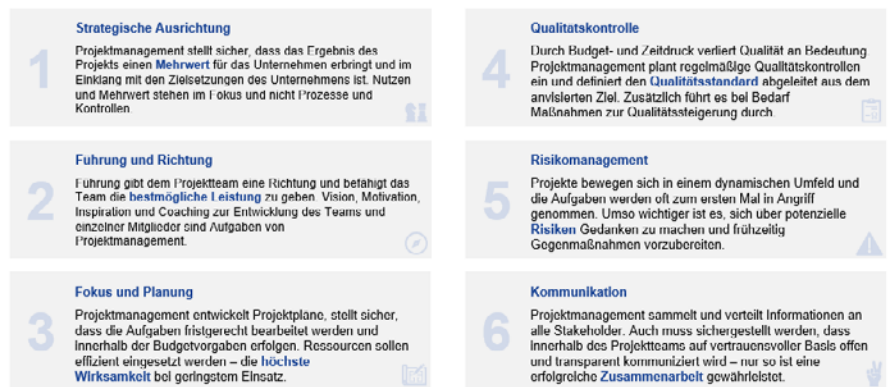 1
Strategische Ausrichtung
Projektmanagement stellt sicher, dass das Ergebnis des
Projekts einen Mehrwert für das Unternehmen erbringt und im
Einklang mit den Zielsetzungen des Unternehmens ist. Nutzen
und Mehrwert stehen im Fokus und nicht Prozesse und
Kontrollen.
2
Führung und Richtung
Führung gibt dem Projektteam eine Richtung und befähigt das
Team die bestmögliche Leistung zu geben. Vision, Motivation,
Inspiration und Coaching zur Entwicklung des Teams und
einzelner Mitglieder sind Aufgaben von
Projektmanagement.
3
Fokus und Planung
Projektmanagement entwickelt Projektpläne, stellt sicher,
dass die Aufgaben fristgerecht bearbeitet werden und
innerhalb der Budgetvorgaben erfolgen. Ressourcen sollen
effizient eingesetzt werden – die höchste
Wirksamkeit bei geringstem Einsatz.
4
Qualitätskontrolle
Durch Budget- und Zeitdruck verliert Qualität an Bedeutung.
Projektmanagement plant regelmäßige Qualitätskontrollen
ein und definiert den Qualitätsstandard abgeleitet aus dem
anvisierten Ziel. Zusätzlich führt es bei Bedarf
Maßnahmen zur Qualitätssteigerung durch.
5
Risikomanagement
Projekte bewegen sich in einem dynamischen Umfeld und
die Aufgaben werden oft zum ersten Mal in Angriff
genommen. Umso wichtiger ist es, sich über potenzielle
Risiken Gedanken zu machen und frühzeitig
Gegenmaßnahmen vorzubereiten.
6
Kommunikation
Projektmanagement sammelt und verteilt Informationen an
alle Stakeholder. Auch muss sichergestellt werden, dass
innerhalb des Projektteams auf vertrauensvoller Basis offen
und transparent kommuniziert wird – nur so ist eine
erfolgreiche Zusammenarbeit gewährleistet.